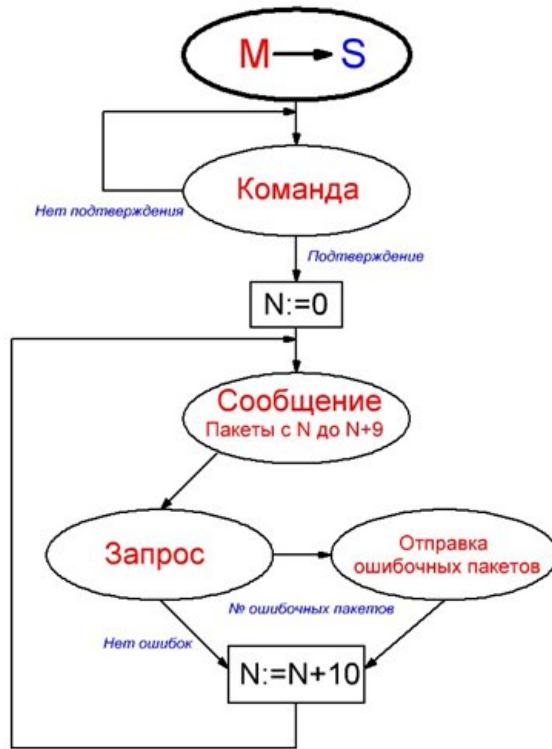 M → S
Команда
Нет подтверждения
Подтверждение
N:=0
Сообщение
Пакеты с N до N+9
Запрос
Отправка
ошибочных пакетов
№ ошибочных пакетов
Нет ошибок
N:=N+10